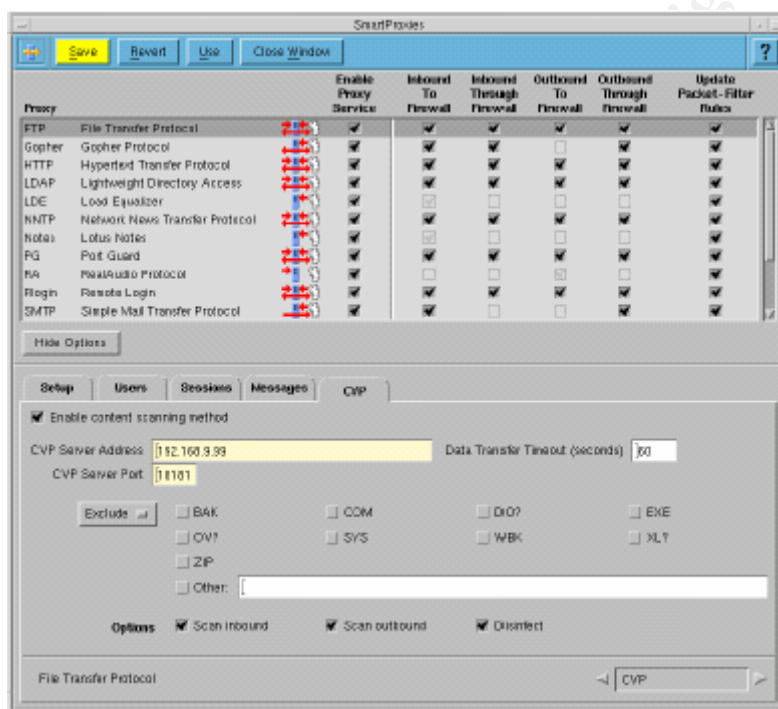 SmartProxies
Save Revert Use Close Window ?
Proxy Enable Proxy Service Inbound To Firewall Inbound Through Firewall Outbound To Firewall Outbound Through Firewall Update Packet-Filter Rules
FTP File Transfer Protocol
Gopher Gopher Protocol
HTTP Hypertext Transfer Protocol
LDAP Lightweight Directory Access
LDE Load Equalizer
NNTP Network News Transfer Protocol
Notes Lotus Notes
PG Port Guard
RA RealAudio Protocol
Rlogin Remote Login
SMTP Simple Mail Transfer Protocol
Hide Options
Setup Users Sessions Messages CVP
Enable content scanning method
CVP Server Address 192.168.9.99 Data Transfer Timeout (seconds) 60
CVP Server Port 18181
Exclude BAK COM DIO? EXE
OV? SYS WBK XL?
ZIP
Other:
Options Scan inbound Scan outbound Disinfect
File Transfer Protocol CVP